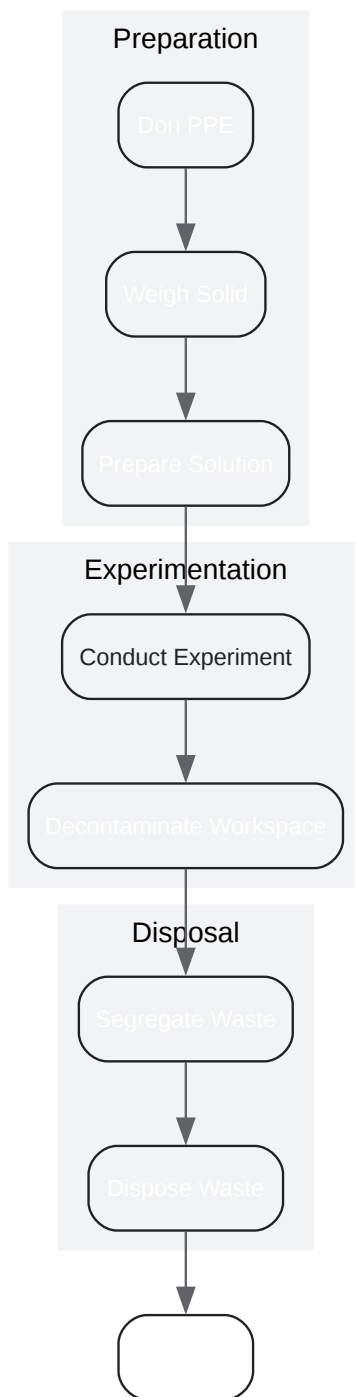 Preparation
Don PPE
Weigh Solid
Prepare Solution
Experimentation
Conduct Experiment
Decontaminate Workspace
Disposal
Segregate Waste
Dispose Waste